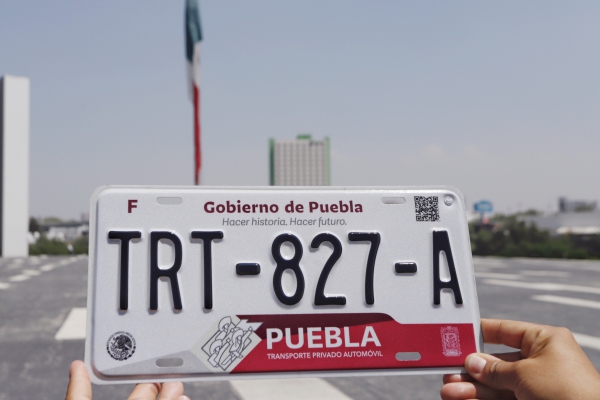 F
Gobierno de Puebla
Hacer historia. Hacer futuro.
TRT-827-A
PUEBLA
TRANSPORTE PRIVADO AUTOMÓVIL